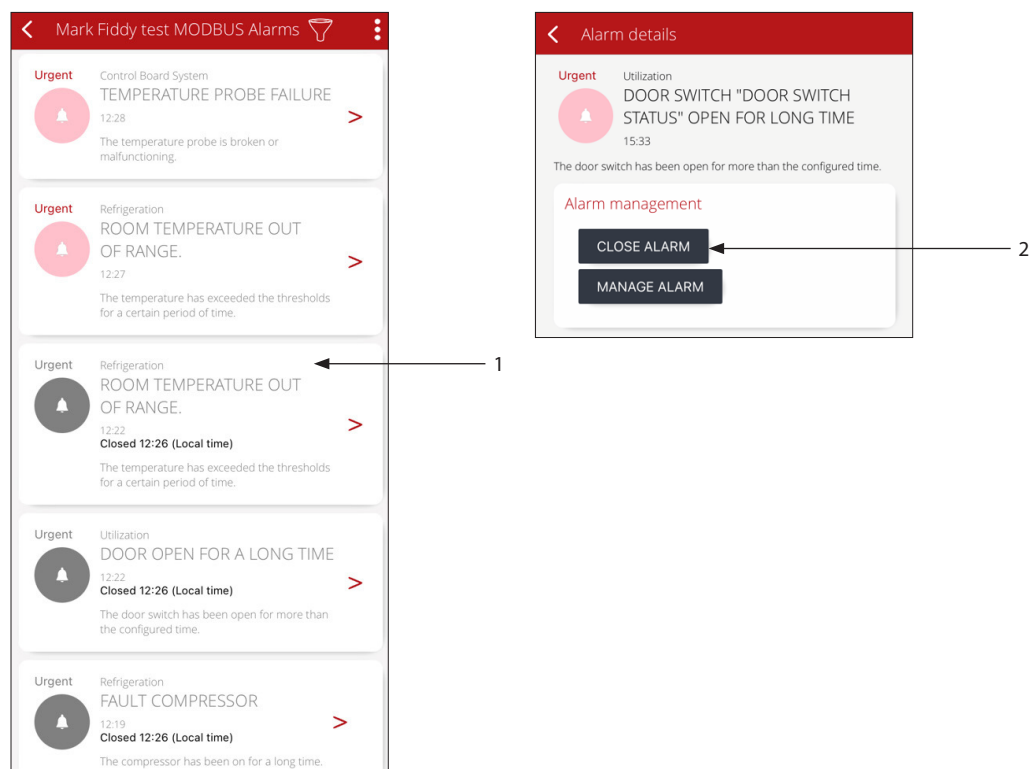 Mark Fiddy test MODBUS Alarms
Urgent
Control Board System
TEMPERATURE PROBE FAILURE
12:28
>
The temperature probe is broken or
malfunctioning.
Urgent
Refrigeration
ROOM TEMPERATURE OUT
OF RANGE.
>
12:27
The temperature has exceeded the thresholds
for a certain period of time.
Urgent
Refrigeration
ROOM TEMPERATURE OUT
OF RANGE.
12:22
>
Closed 12:26 (Local time)
The temperature has exceeded the thresholds
for a certain period of time.
Urgent
Utilization
DOOR OPEN FOR A LONG TIME
12:22
>
Closed 12:26 (Local time)
The door switch has been open for more than
the configured time.
Urgent
Refrigeration
FAULT COMPRESSOR
12:19
>
Closed 12:26 (Local time)
The compressor has been on for a long time.
1
Alarm details
Urgent
Utilization
DOOR SWITCH "DOOR SWITCH
STATUS" OPEN FOR LONG TIME
15:33
The door switch has been open for more than the configured time.
Alarm management
CLOSE ALARM
2
MANAGE ALARM